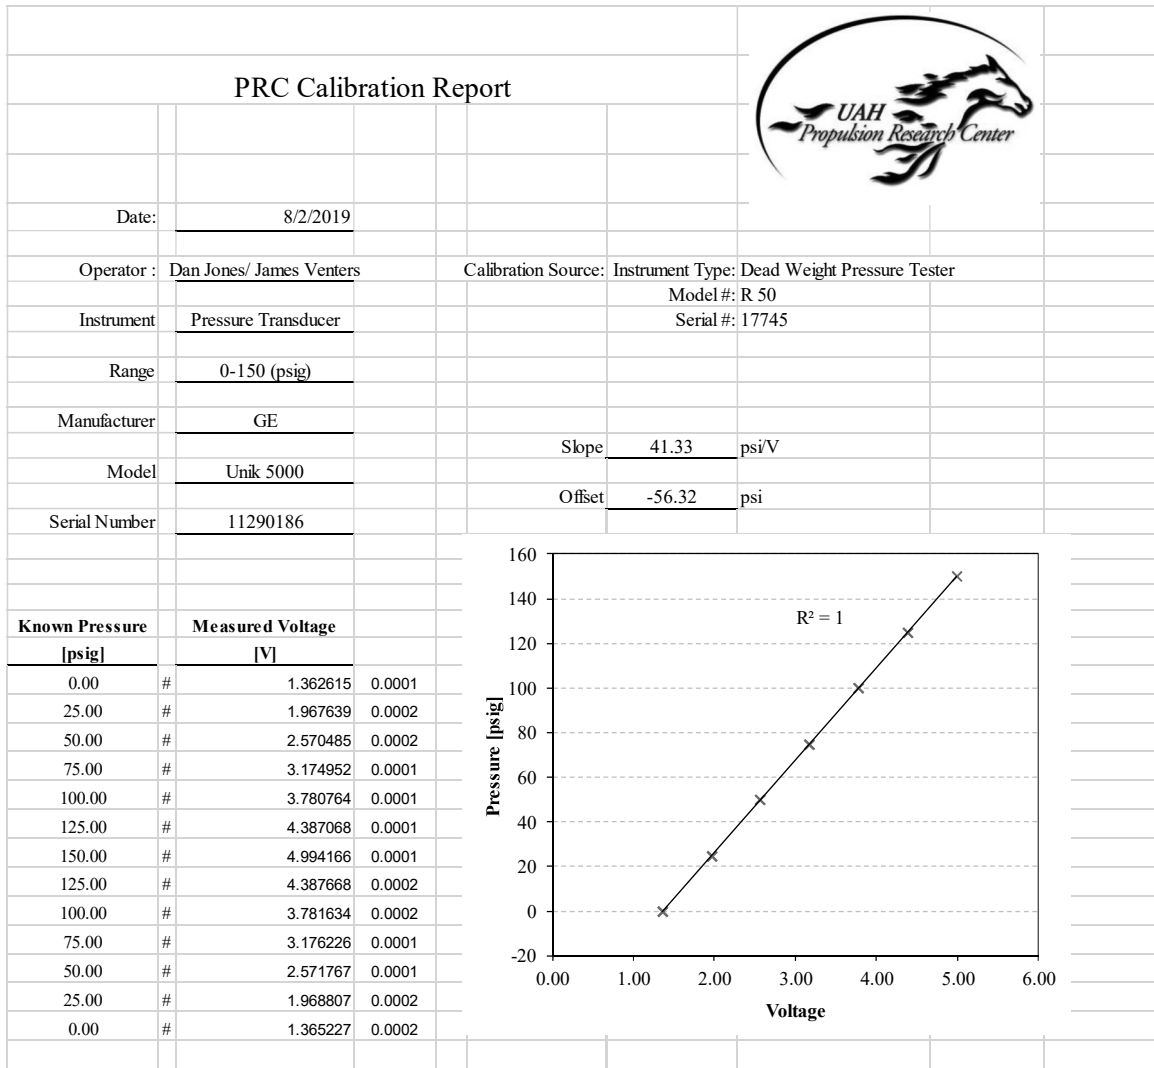 PRC Calibration Report
UAH
Propulsion Research Center
Date: 8/2/2019
Operator : Dan Jones/ James Venters Calibration Source: Instrument Type: Dead Weight Pressure Tester
Model #: R 50
Instrument Pressure Transducer Serial #: 17745
Range 0-150 (psig)
Manufacturer GE
Slope 41.33 psi/V
Model Unik 5000
Offset -56.32 psi
Serial Number 11290186
Known Pressure Measured Voltage
[psig] [V]
0.00 # 1.362615 0.0001
25.00 # 1.967639 0.0002
50.00 # 2.570485 0.0002
75.00 # 3.174952 0.0001
100.00 # 3.780764 0.0001
125.00 # 4.387068 0.0001
150.00 # 4.994166 0.0001
125.00 # 4.387668 0.0002
100.00 # 3.781634 0.0002
75.00 # 3.176226 0.0001
50.00 # 2.571767 0.0001
25.00 # 1.968807 0.0002
0.00 # 1.365227 0.0002
160
140
120
100
80
60
40
20
0
-20
Pressure [psig]
R² = 1
0.00 1.00 2.00 3.00 4.00 5.00 6.00
Voltage